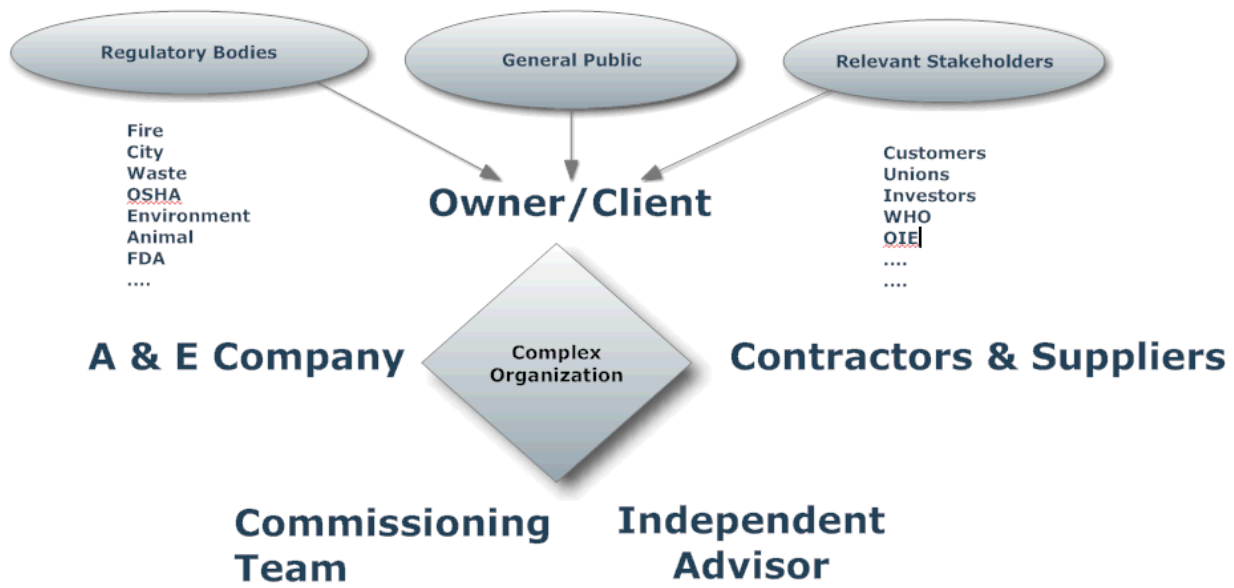 Regulatory Bodies
General Public
Relevant Stakeholders
Fire
City
Waste
OSHA
Environment
Animal
FDA
....
Customers
Unions
Investors
WHO
OIE
....
....
Owner/Client
A & E Company
Complex
Organization
Contractors & Suppliers
Commissioning
Team
Independent
Advisor